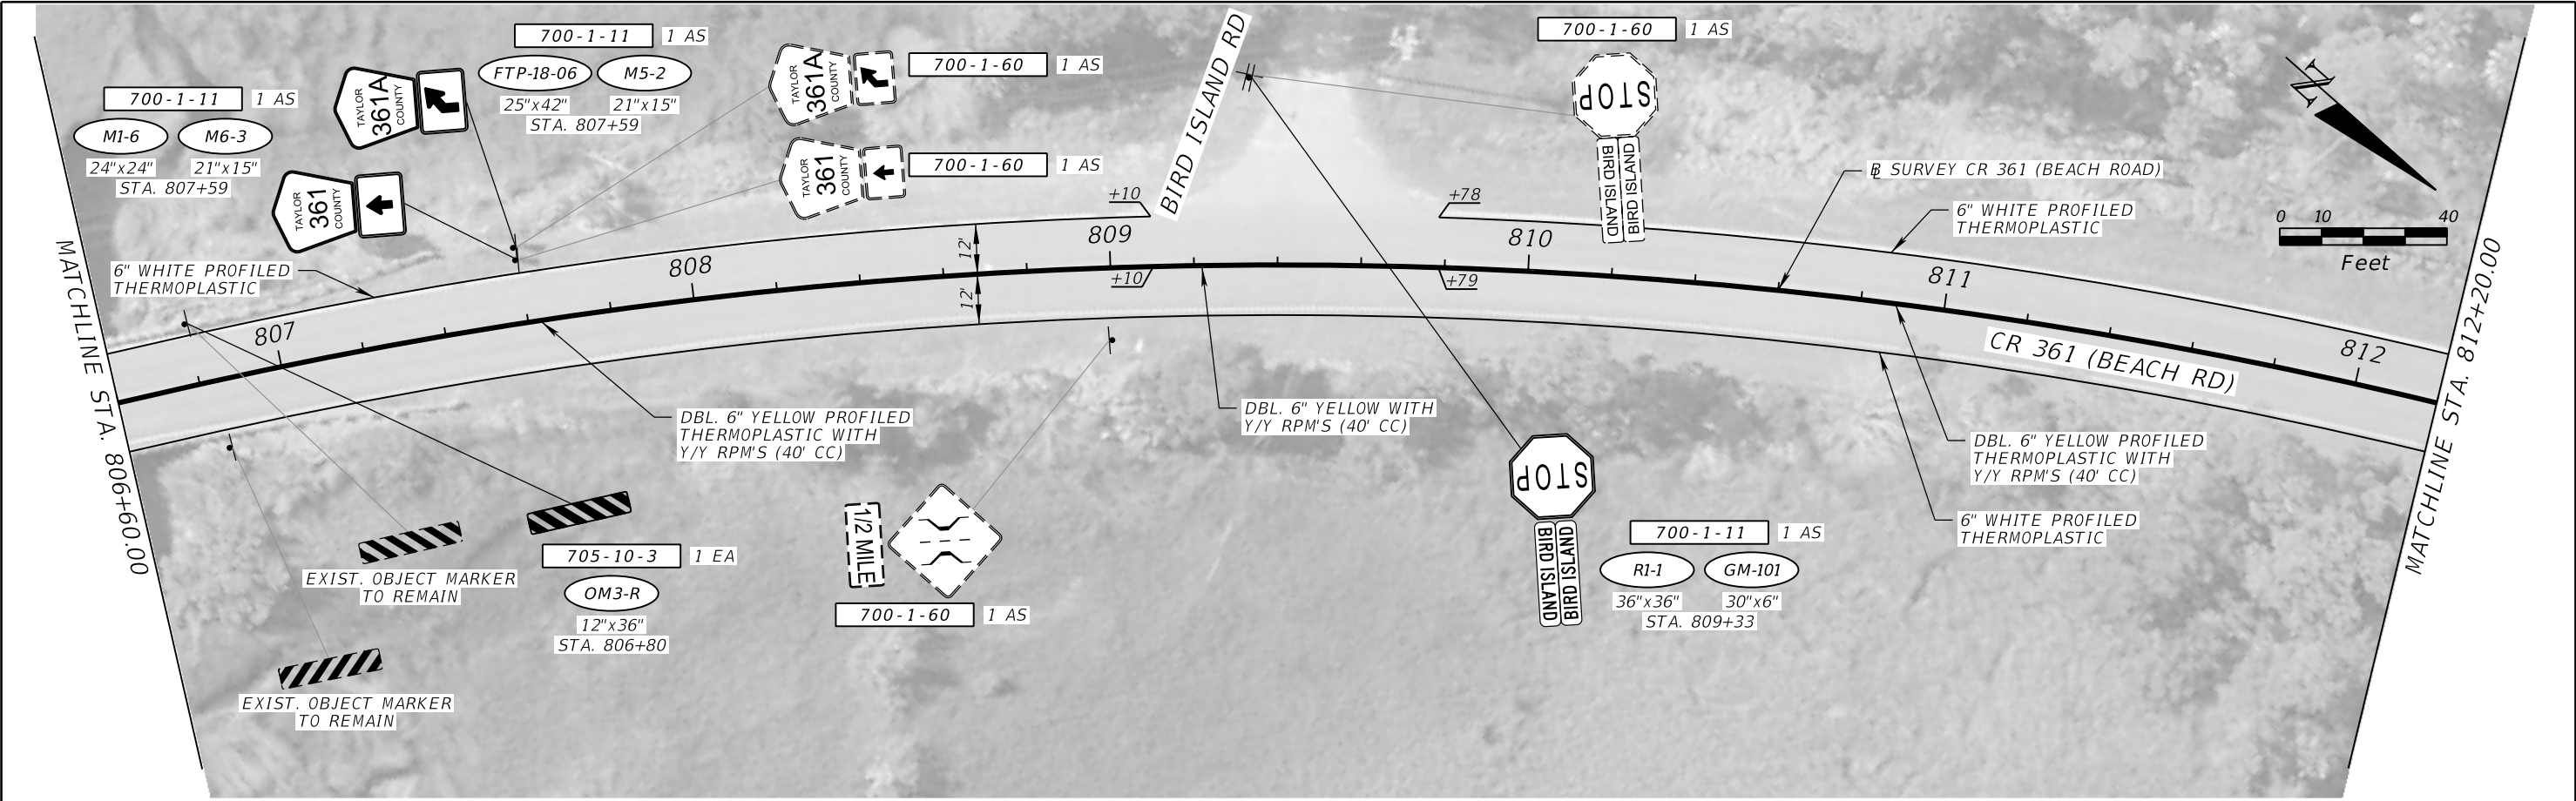 700-1-11 1 AS
M1-6 M6-3
24"x24" 21"x15"
STA. 807+59
TAYLOR
361
COUNTY
700-1-11 1 AS
FTP-18-06 M5-2
25"x42" 21"x15"
STA. 807+59
TAYLOR
361A
COUNTY
TAYLOR
361A
COUNTY
700-1-60 1 AS
TAYLOR
361
COUNTY
700-1-60 1 AS
BIRD ISLAND RD
700-1-60 1 AS
STOP
BIRD ISLAND
BIRD ISLAND
B SURVEY CR 361 (BEACH ROAD)
6" WHITE PROFILED
THERMOPLASTIC
N
0 10 40
Feet
MATCHLINE STA. 806+60.00
6" WHITE PROFILED
THERMOPLASTIC
+10
+78
807
808
809
810
811
812
12'
12'
+10
+79
CR 361 (BEACH RD)
MATCHLINE STA. 812+20.00
DBL. 6" YELLOW PROFILED
THERMOPLASTIC WITH
Y/Y RPM'S (40' CC)
DBL. 6" YELLOW WITH
Y/Y RPM'S (40' CC)
DBL. 6" YELLOW PROFILED
THERMOPLASTIC WITH
Y/Y RPM'S (40' CC)
6" WHITE PROFILED
THERMOPLASTIC
EXIST. OBJECT MARKER
TO REMAIN
705-10-3 1 EA
OM3-R
12"x36"
STA. 806+80
EXIST. OBJECT MARKER
TO REMAIN
1/2 MILE
700-1-60 1 AS
STOP
BIRD ISLAND
BIRD ISLAND
700-1-11 1 AS
R1-1 GM-101
36"x36" 30"x6"
STA. 809+33